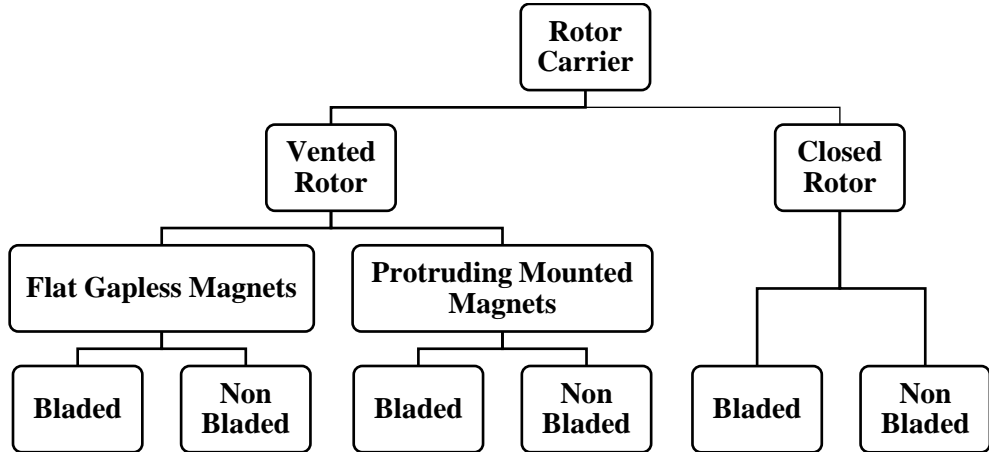 Rotor
Carrier
Vented
Rotor
Closed
Rotor
Flat Gapless Magnets
Protruding Mounted
Magnets
Bladed
Non
Bladed
Bladed
Non
Bladed
Bladed
Non
Bladed